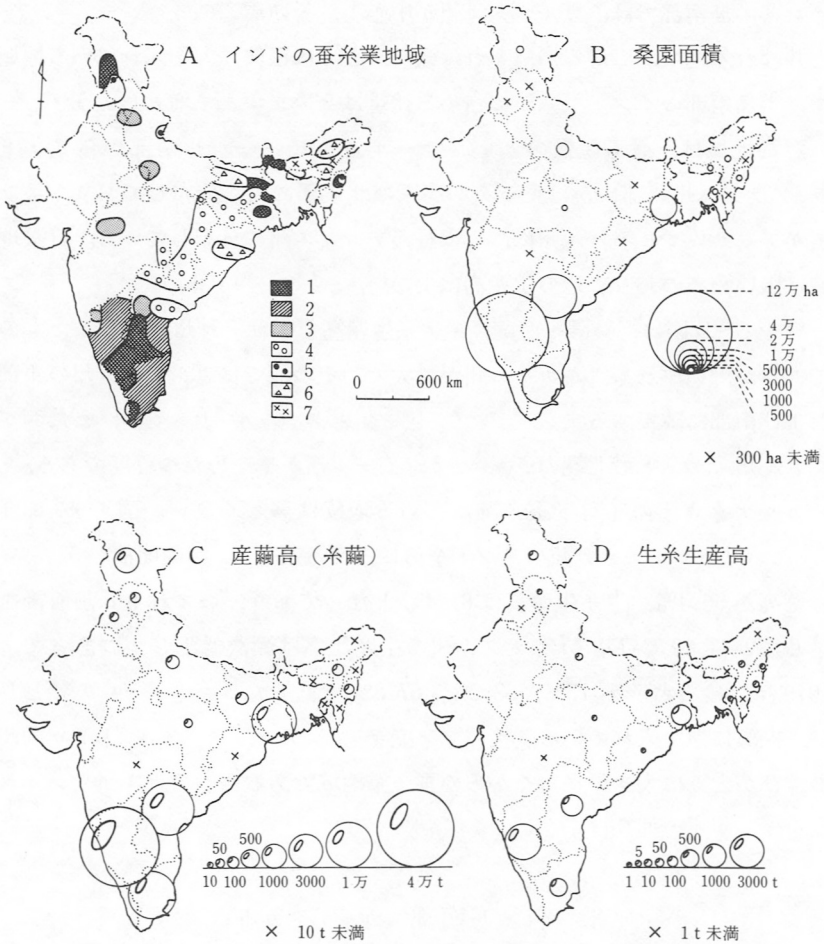 A インドの蚕糸業地域
1
2
3
4
5
6
7
0 600 km
B 桑園面積
12万 ha
4万
2万
1万
5000
3000
1000
500
× 300 ha 未満
C 産繭高(糸繭)
50 500
10 100 1000 3000 1万 4万 t
× 10 t 未満
D 生糸生産高
5 50 500
1 10 100 1000 3000 t
× 1 t 未満